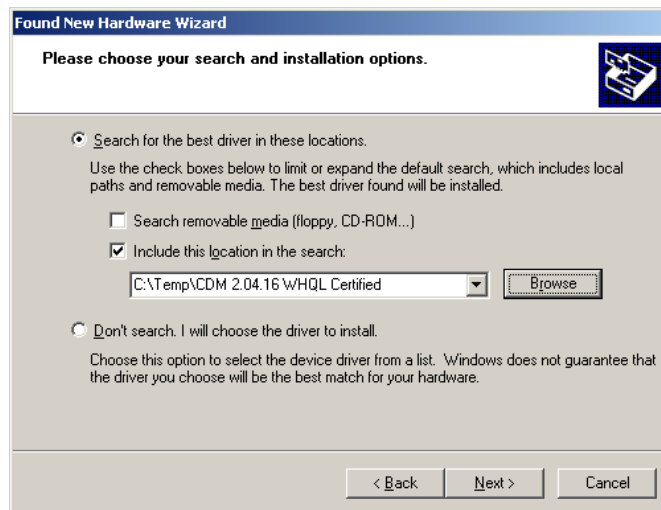 Found New Hardware Wizard
Please choose your search and installation options.
Search for the best driver in these locations.
Use the check boxes below to limit or expand the default search, which includes local
paths and removable media. The best driver found will be installed.
Search removable media (floppy, CD-ROM...)
Include this location in the search:
C:\Temp\CDM 2.04.16 WHQL Certified
Browse
Don't search. I will choose the driver to install.
Choose this option to select the device driver from a list. Windows does not guarantee that
the driver you choose will be the best match for your hardware.
< Back
Next >
Cancel